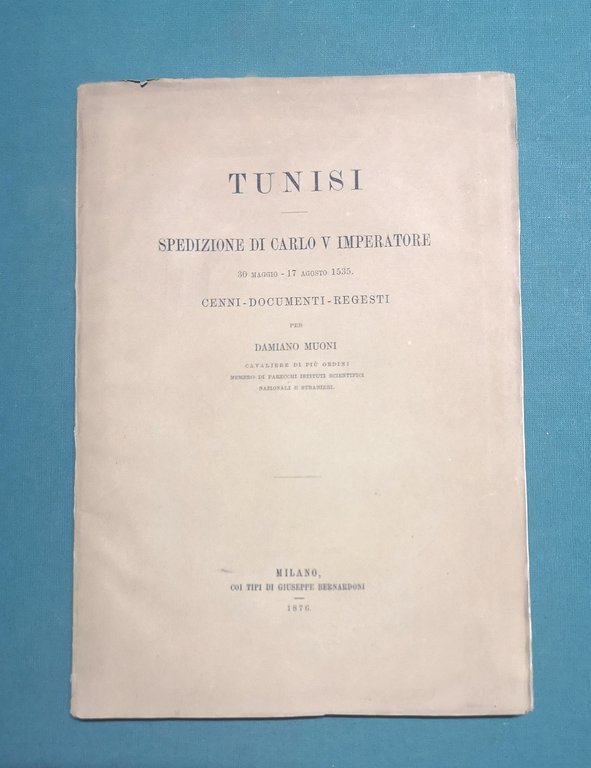 TUNISI
SPEDIZIONE DI CARLO V IMPERATORE
30 MAGGIO - 17 AGOSTO 1535.
CENNI - DOCUMENTI - REGESTI
PER
DAMIANO MUONI
CAVALIERE DI PIÙ ORDINI
MEMBRO DI PARECCHI ISTITUTI SCIENTIFICI
NAZIONALI E STRANIERI.
MILANO,
COI TIPI DI GIUSEPPE BERNARDONI
1876.